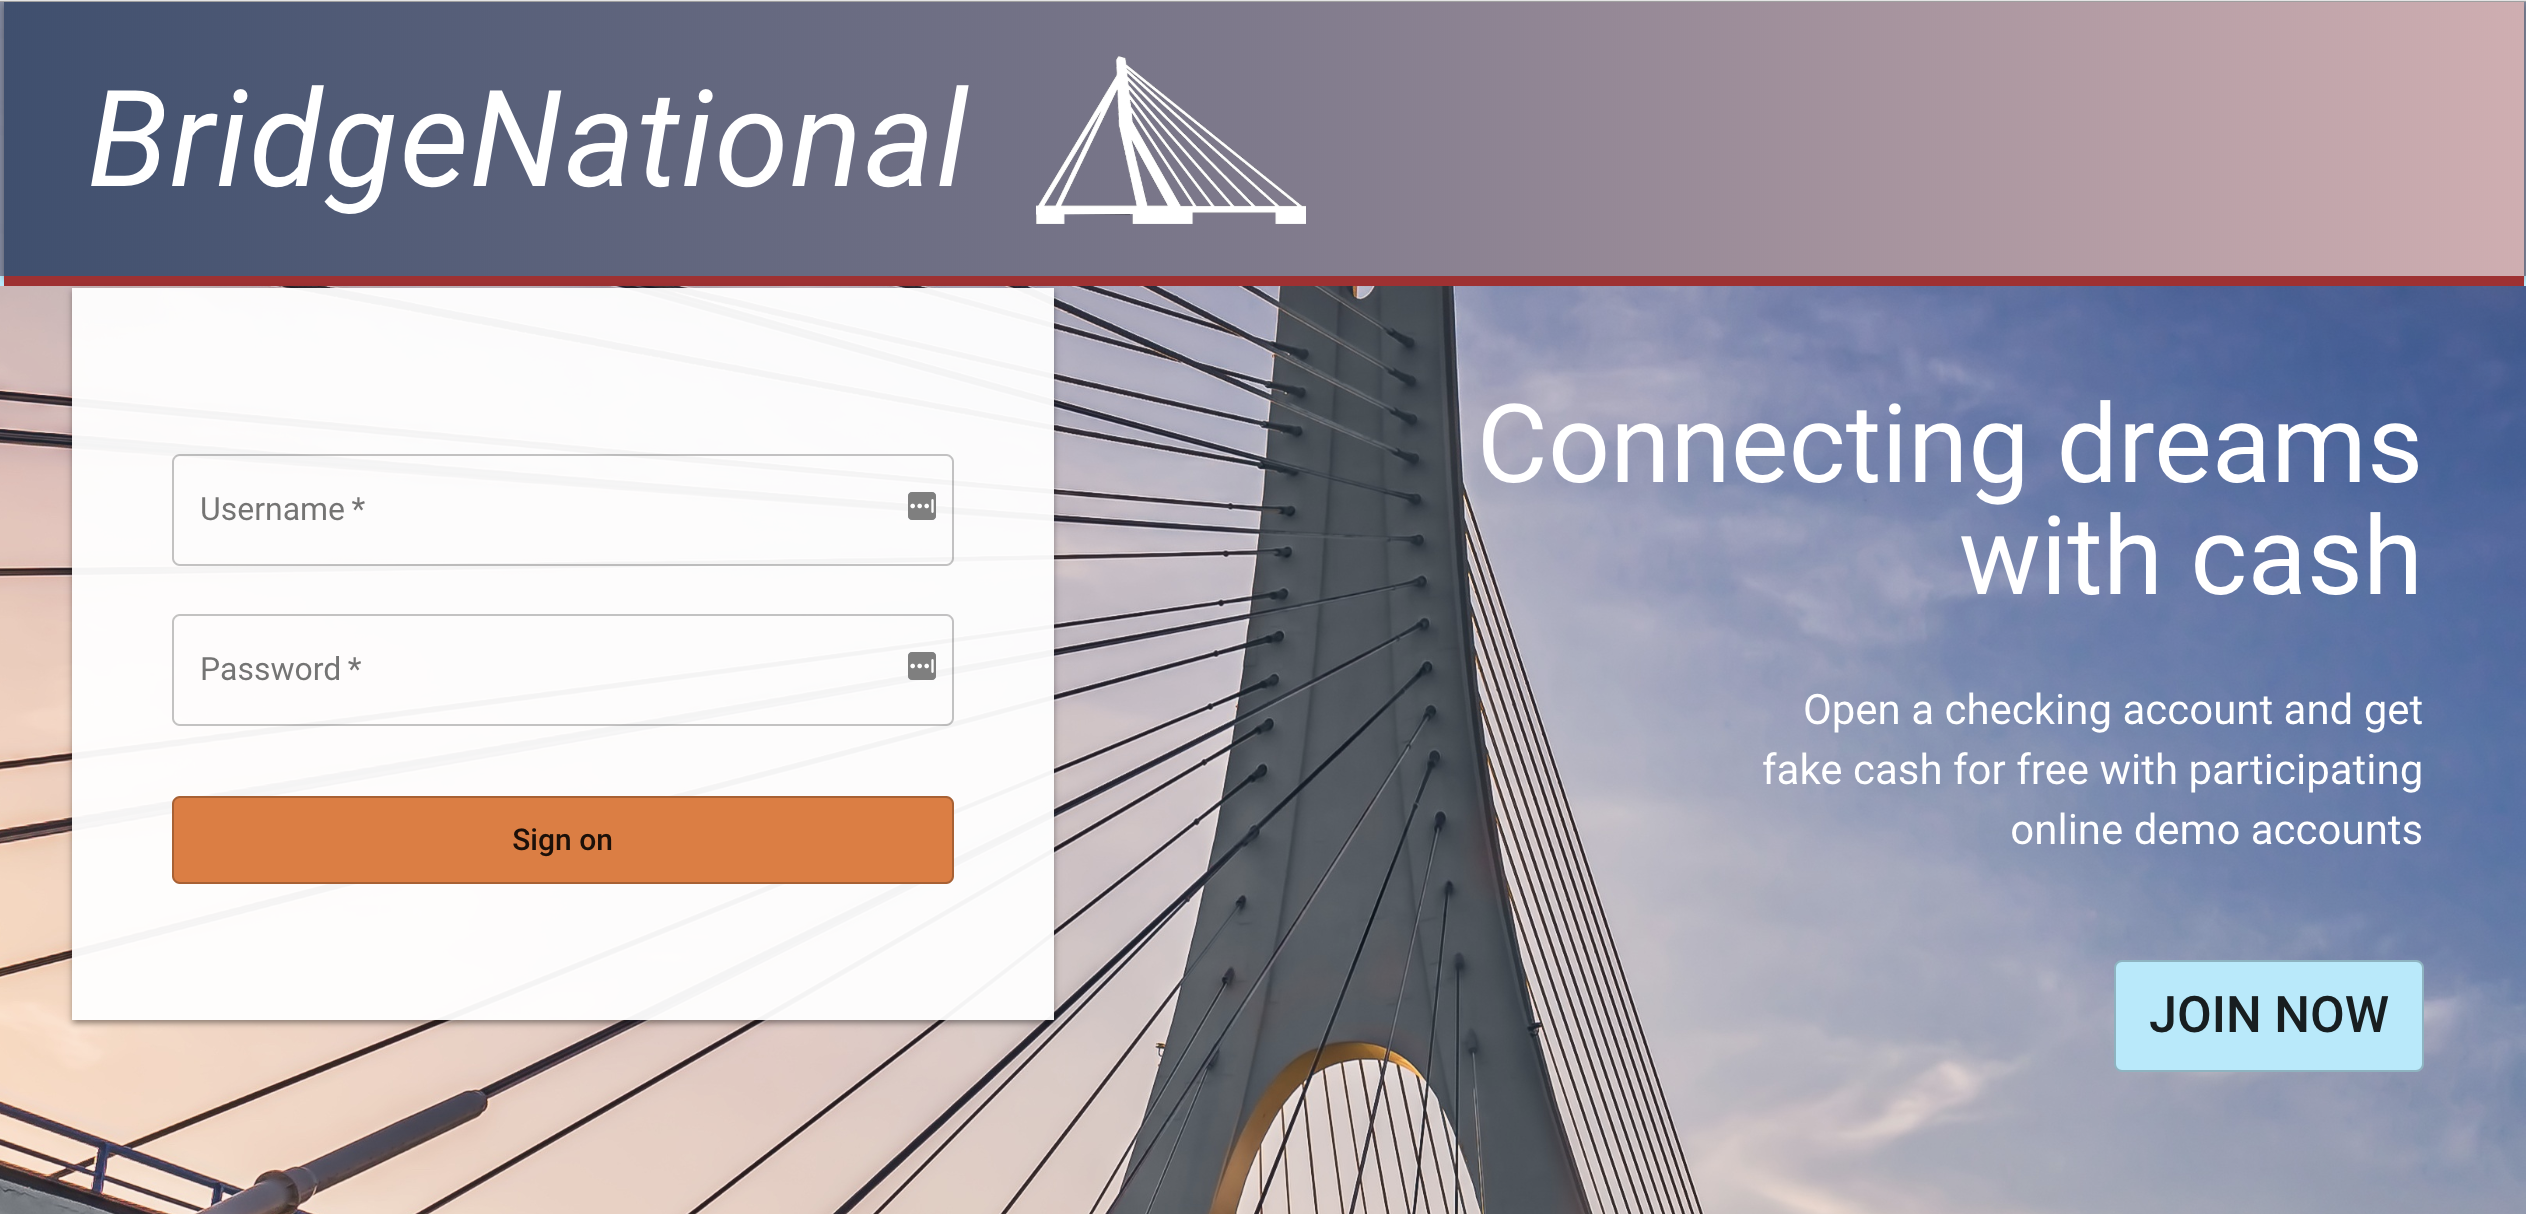 BridgeNational
Username *
Password *
Sign on
Connecting dreams
with cash
Open a checking account and get
fake cash for free with participating
online demo accounts
JOIN NOW